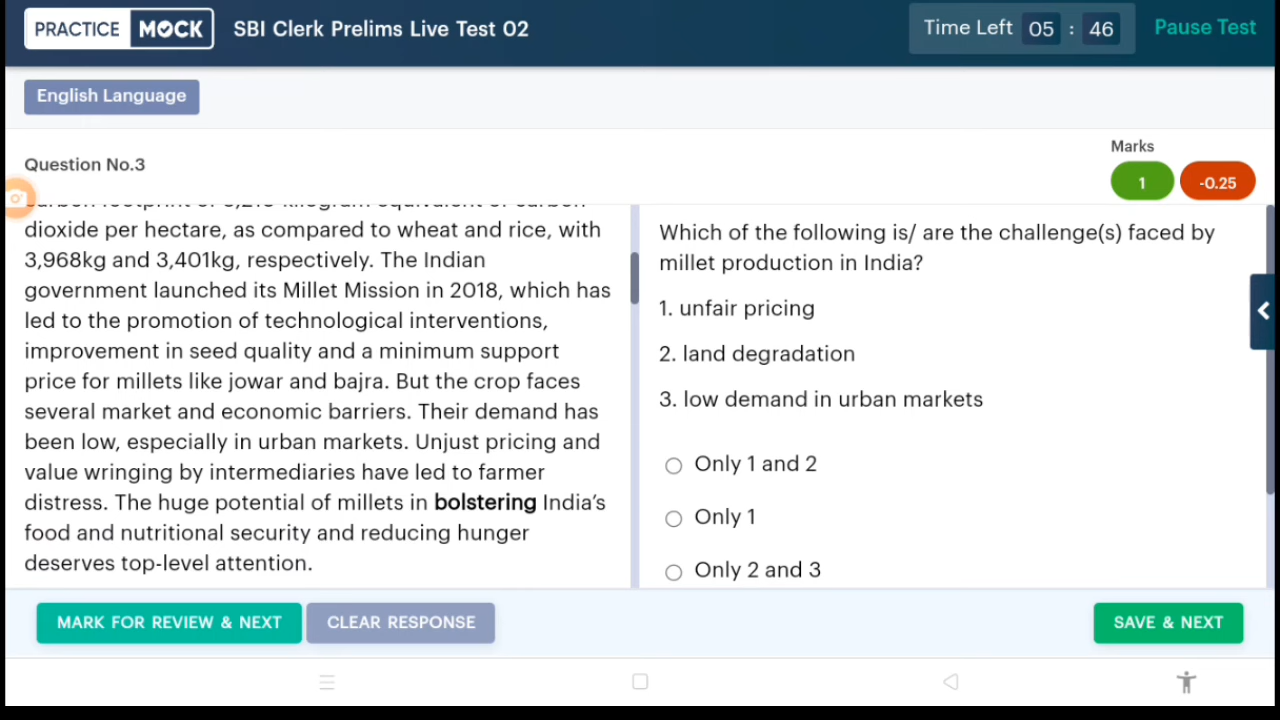 PRACTICE MOCK
SBI Clerk Prelims Live Test 02
Time Left 05 : 46
Pause Test
English Language
Marks
Question No.3
1
-0.25
dioxide per hectare, as compared to wheat and rice, with
3,968kg and 3,401kg, respectively. The Indian
government launched its Millet Mission in 2018, which has
led to the promotion of technological interventions,
improvement in seed quality and a minimum support
price for millets like jowar and bajra. But the crop faces
several market and economic barriers. Their demand has
been low, especially in urban markets. Unjust pricing and
value wringing by intermediaries have led to farmer
distress. The huge potential of millets in bolstering India's
food and nutritional security and reducing hunger
deserves top-level attention.
Which of the following is/ are the challenge(s) faced by
millet production in India?
1. unfair pricing
2. land degradation
3. low demand in urban markets
Only 1 and 2
Only 1
Only 2 and 3
MARK FOR REVIEW & NEXT
CLEAR RESPONSE
SAVE & NEXT